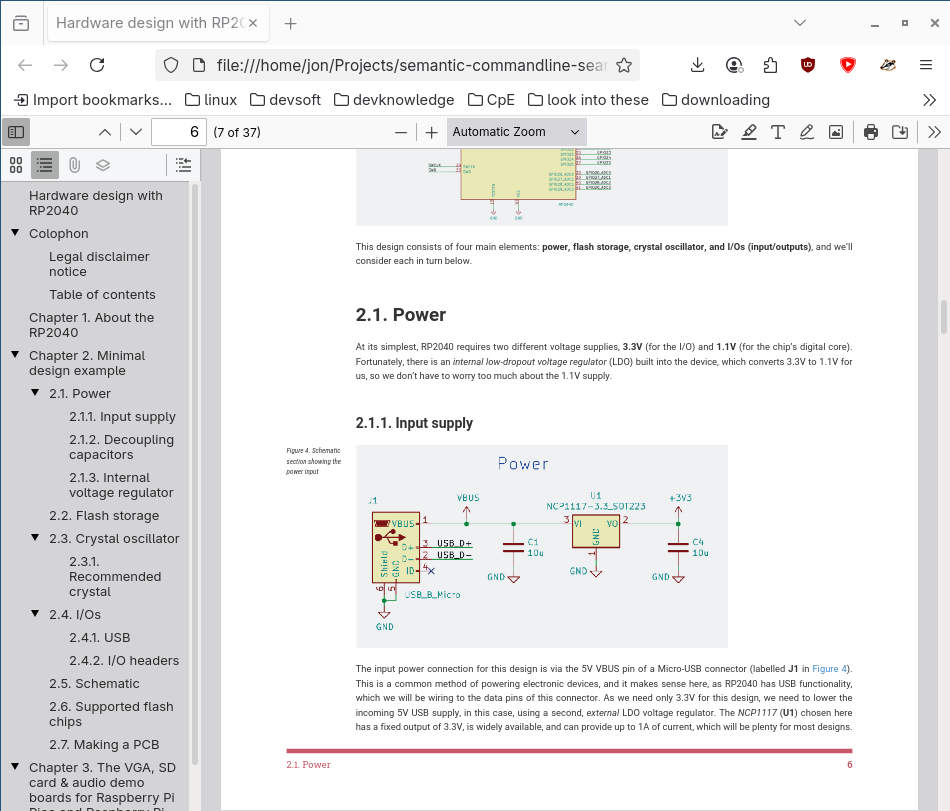 Hardware design with RP2
file:///home/jon/Projects/semantic-commandline-sear
Import bookmarks...
linux
devsoft
devknowledge
CpE
look into these
downloading
6
(7 of 37)
Automatic Zoom
Hardware design with
RP2040
Colophon
Legal disclaimer
notice
Table of contents
Chapter 1. About the
RP2040
Chapter 2. Minimal
design example
2.1. Power
2.1.1. Input supply
2.1.2. Decoupling
capacitors
2.1.3. Internal
voltage regulator
2.2. Flash storage
2.3. Crystal oscillator
2.3.1.
Recommended
crystal
2.4. I/Os
2.4.1. USB
2.4.2. I/O headers
2.5. Schematic
2.6. Supported flash
chips
2.7. Making a PCB
Chapter 3. The VGA, SD
card & audio demo
boards for Raspberry Pi
This design consists of four main elements: power, flash storage, crystal oscillator, and I/Os (input/outputs), and we'll
consider each in turn below.
2.1. Power
At its simplest, RP2040 requires two different voltage supplies, 3.3V (for the I/O) and 1.1V (for the chip's digital core).
Fortunately, there is an internal low-dropout voltage regulator (LDO) built into the device, which converts 3.3V to 1.1V for
us, so we don't have to worry too much about the 1.1V supply.
2.1.1. Input supply
Figure 4. Schematic
section showing the
power input
Power
J1
VBUS
U1
NCP1117-3.3_SOT223
+3V3
VBUS
1
3
VI
VO
2
D+
3
USB_D+
D-
2
USB_D-
ID
4
Shield
GND
6
5
USB_B_Micro
GND
C1
10u
GND
GND
1
GND
C4
10u
GND
The input power connection for this design is via the 5V VBUS pin of a Micro-USB connector (labelled J1 in Figure 4).
This is a common method of powering electronic devices, and it makes sense here, as RP2040 has USB functionality,
which we will be wiring to the data pins of this connector. As we need only 3.3V for this design, we need to lower the
incoming 5V USB supply, in this case, using a second, external LDO voltage regulator. The NCP1117 (U1) chosen here
has a fixed output of 3.3V, is widely available, and can provide up to 1A of current, which will be plenty for most designs.
2.1. Power
6